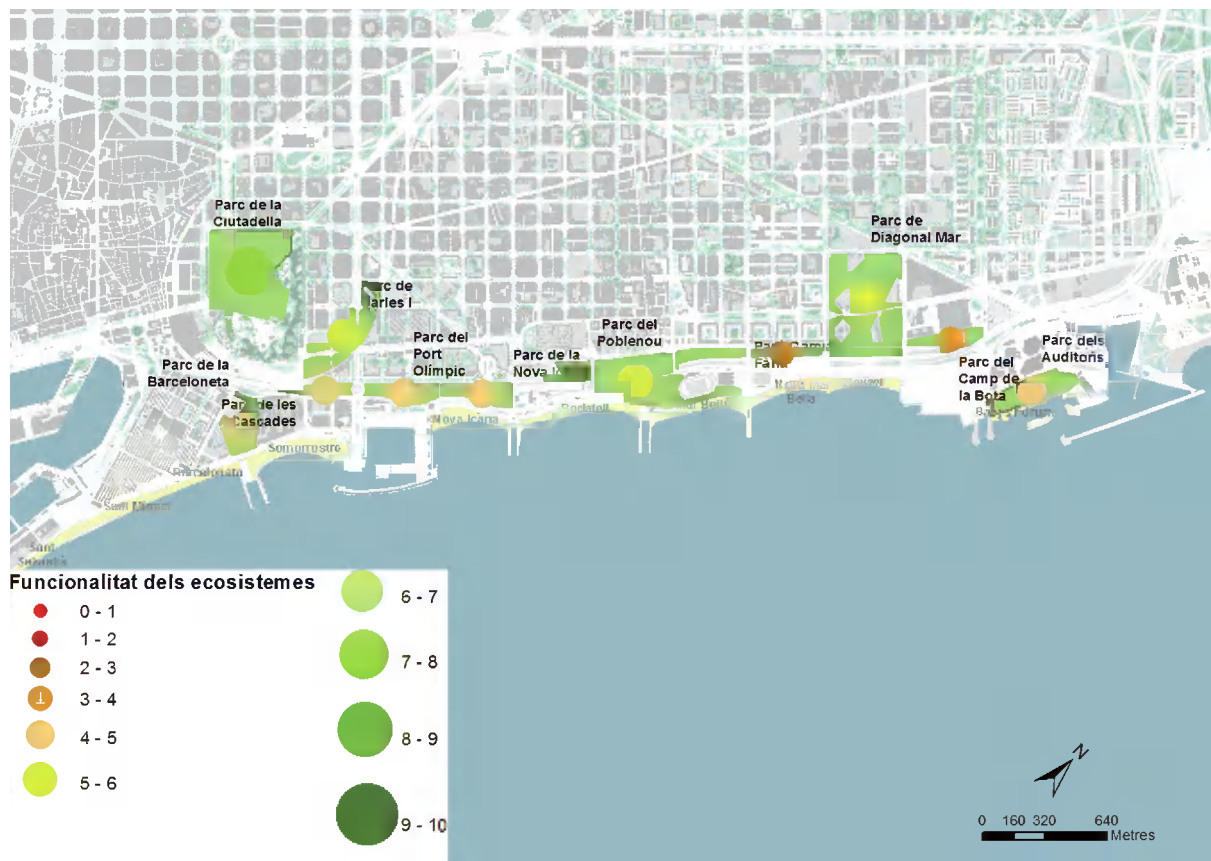 Parc de la
Ciutadella
Parc de
Diagonal Mar
Parc del
Port
Olímpic
Parc del
Poblenou
Parc de la
Nova
Parc de la
Barceloneta
Parc de les
Cascades
Parc dels
Auditoris
Parc del
Camp de
la Bota
Nova Icària
Somorrostro
Barceloneta
Sant Miquel
Sant
Funcionalitat dels ecosistemes
0 - 1
1 - 2
2 - 3
3 - 4
4 - 5
5 - 6
6 - 7
7 - 8
8 - 9
9 - 10
N
0 160 320 640
Metres